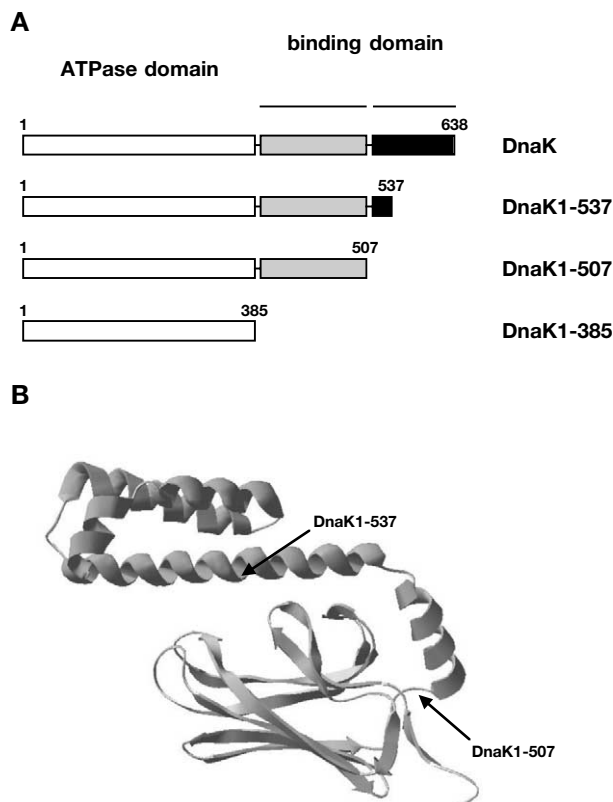 A
binding domain
ATPase domain
1 638 DnaK
1 537 DnaK1-537
1 507 DnaK1-507
1 385 DnaK1-385
B
DnaK1-537
DnaK1-507